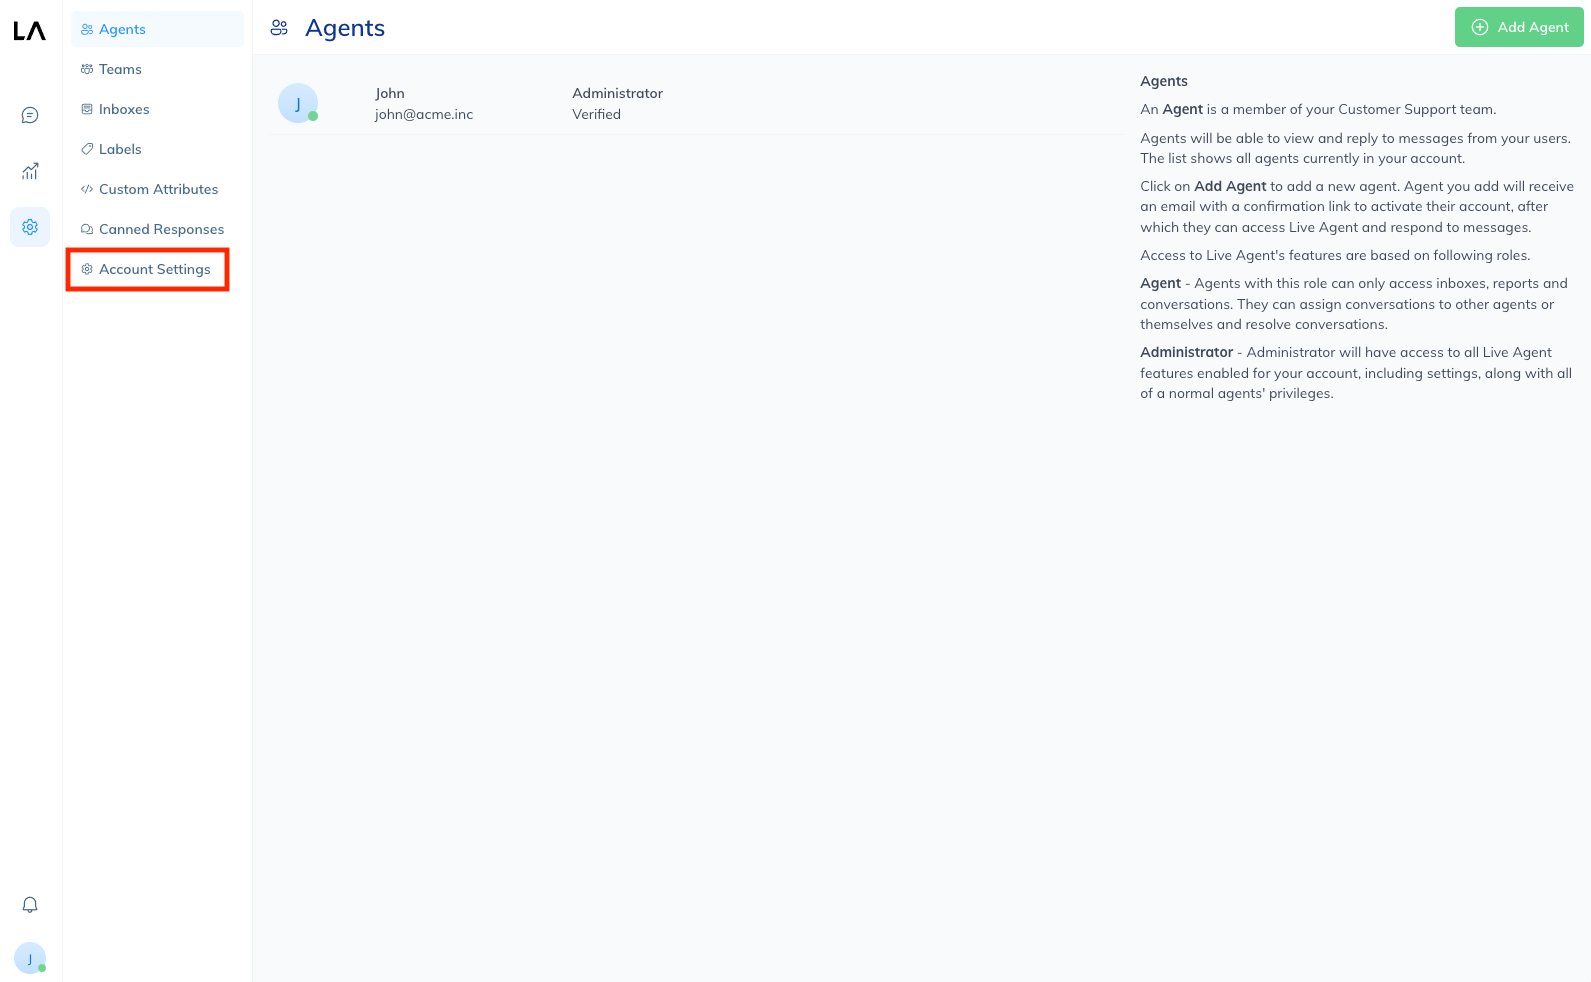 LA
Agents
Teams
Inboxes
Labels
Custom Attributes
Canned Responses
Account Settings
J
Agents
Add Agent
J
John
john@acme.inc
Administrator
Verified
Agents
An Agent is a member of your Customer Support team.
Agents will be able to view and reply to messages from your users.
The list shows all agents currently in your account.
Click on Add Agent to add a new agent. Agent you add will receive
an email with a confirmation link to activate their account, after
which they can access Live Agent and respond to messages.
Access to Live Agent's features are based on following roles.
Agent - Agents with this role can only access inboxes, reports and
conversations. They can assign conversations to other agents or
themselves and resolve conversations.
Administrator - Administrator will have access to all Live Agent
features enabled for your account, including settings, along with all
of a normal agents' privileges.